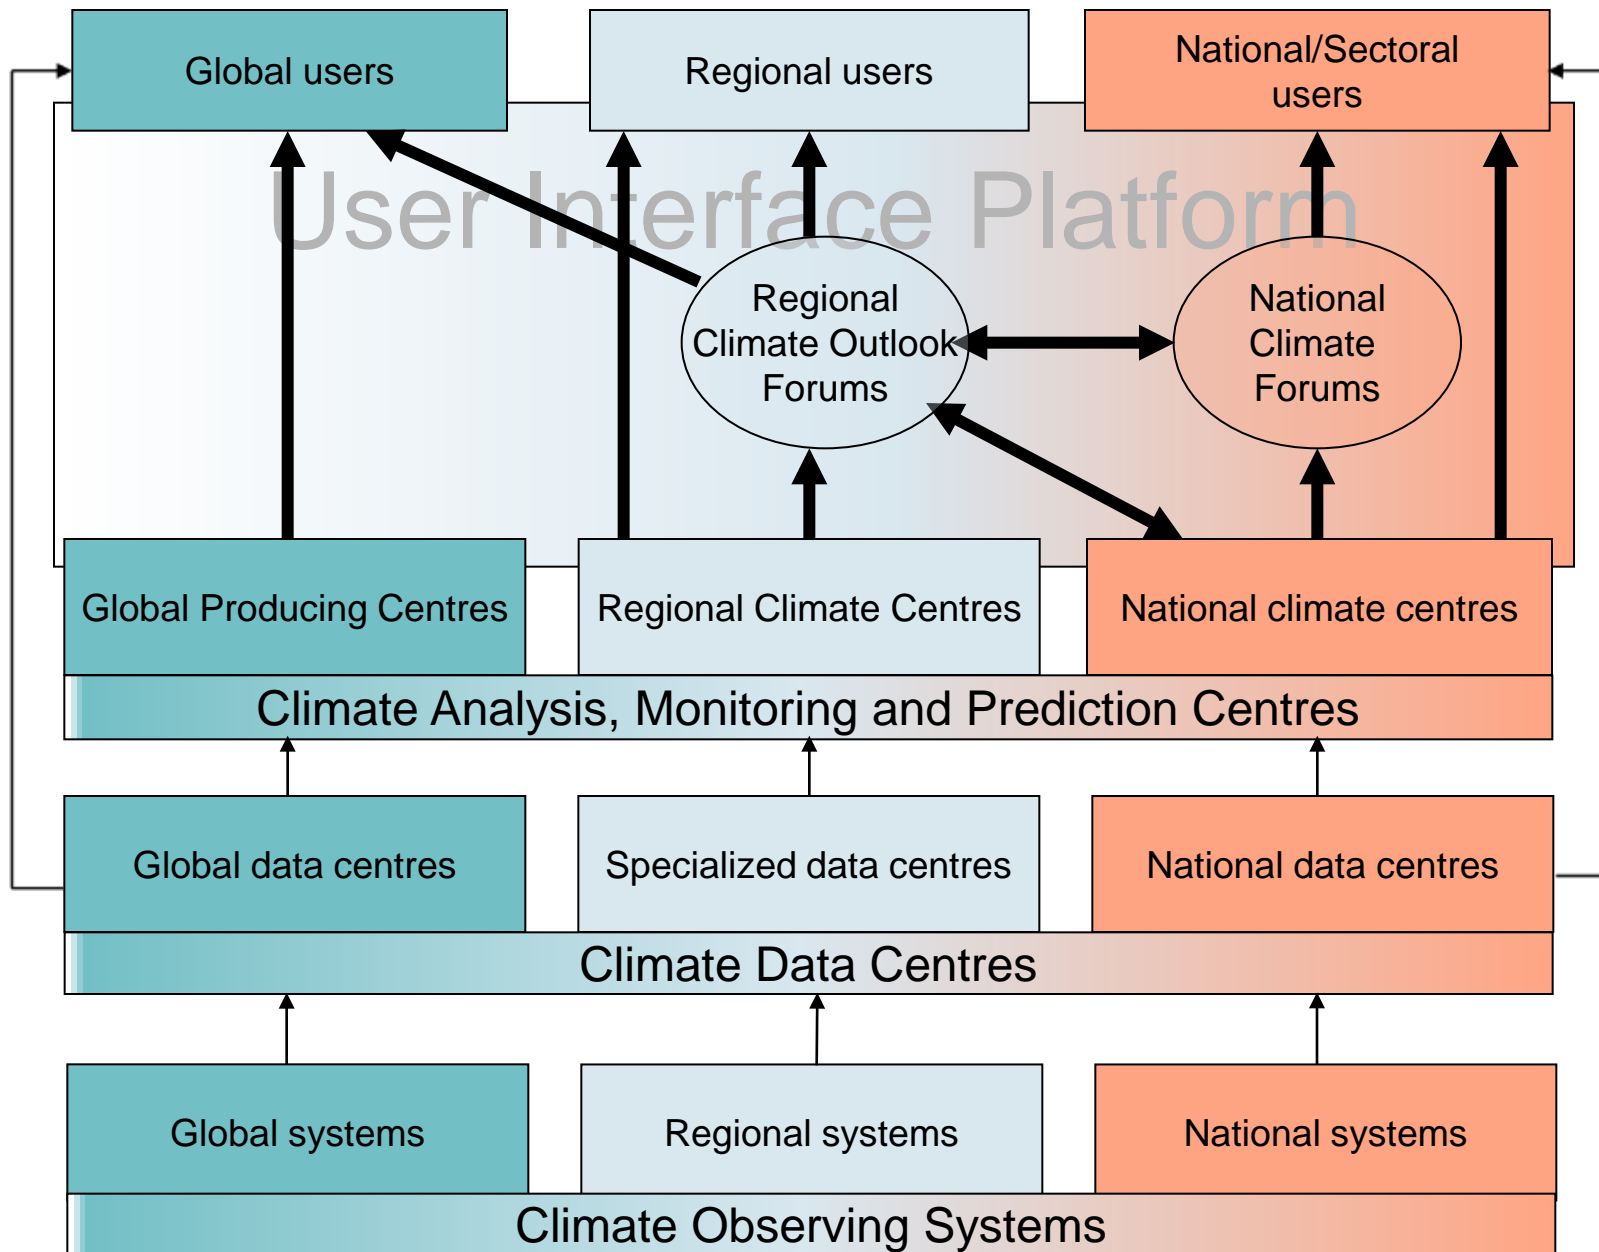 Global users
Regional users
National/Sectoral
users
User Interface Platform
Regional
Climate Outlook
Forums
National
Climate
Forums
Global Producing Centres
Regional Climate Centres
National climate centres
Climate Analysis, Monitoring and Prediction Centres
Global data centres
Specialized data centres
National data centres
Climate Data Centres
Global systems
Regional systems
National systems
Climate Observing Systems